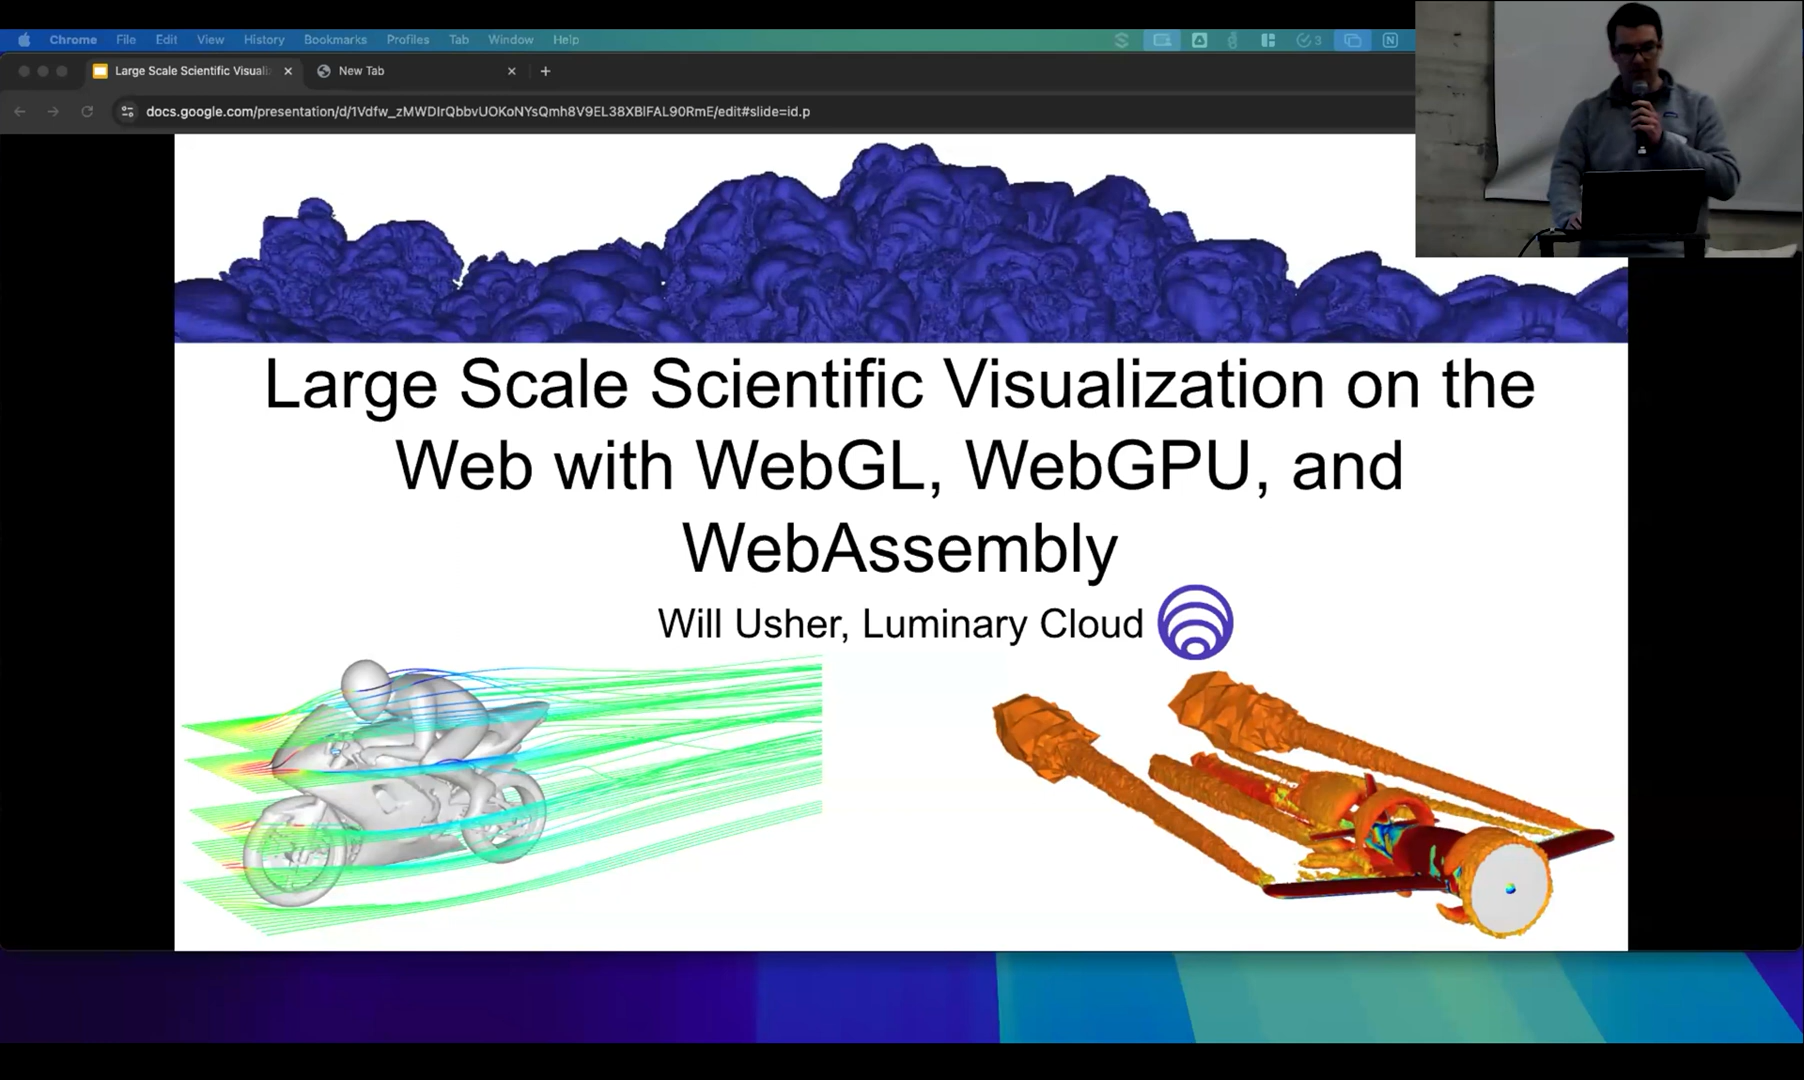 Chrome File Edit View History Bookmarks Profiles Tab Window Help 3
Large Scale Scientific Visuali New Tab
docs.google.com/presentation/d/1Vdfw_zMWDIrQbbvUOKoNYsQmh8V9EL38XBlFAL90RmE/edit#slide=id.p
Large Scale Scientific Visualization on the
Web with WebGL, WebGPU, and
WebAssembly
Will Usher, Luminary Cloud